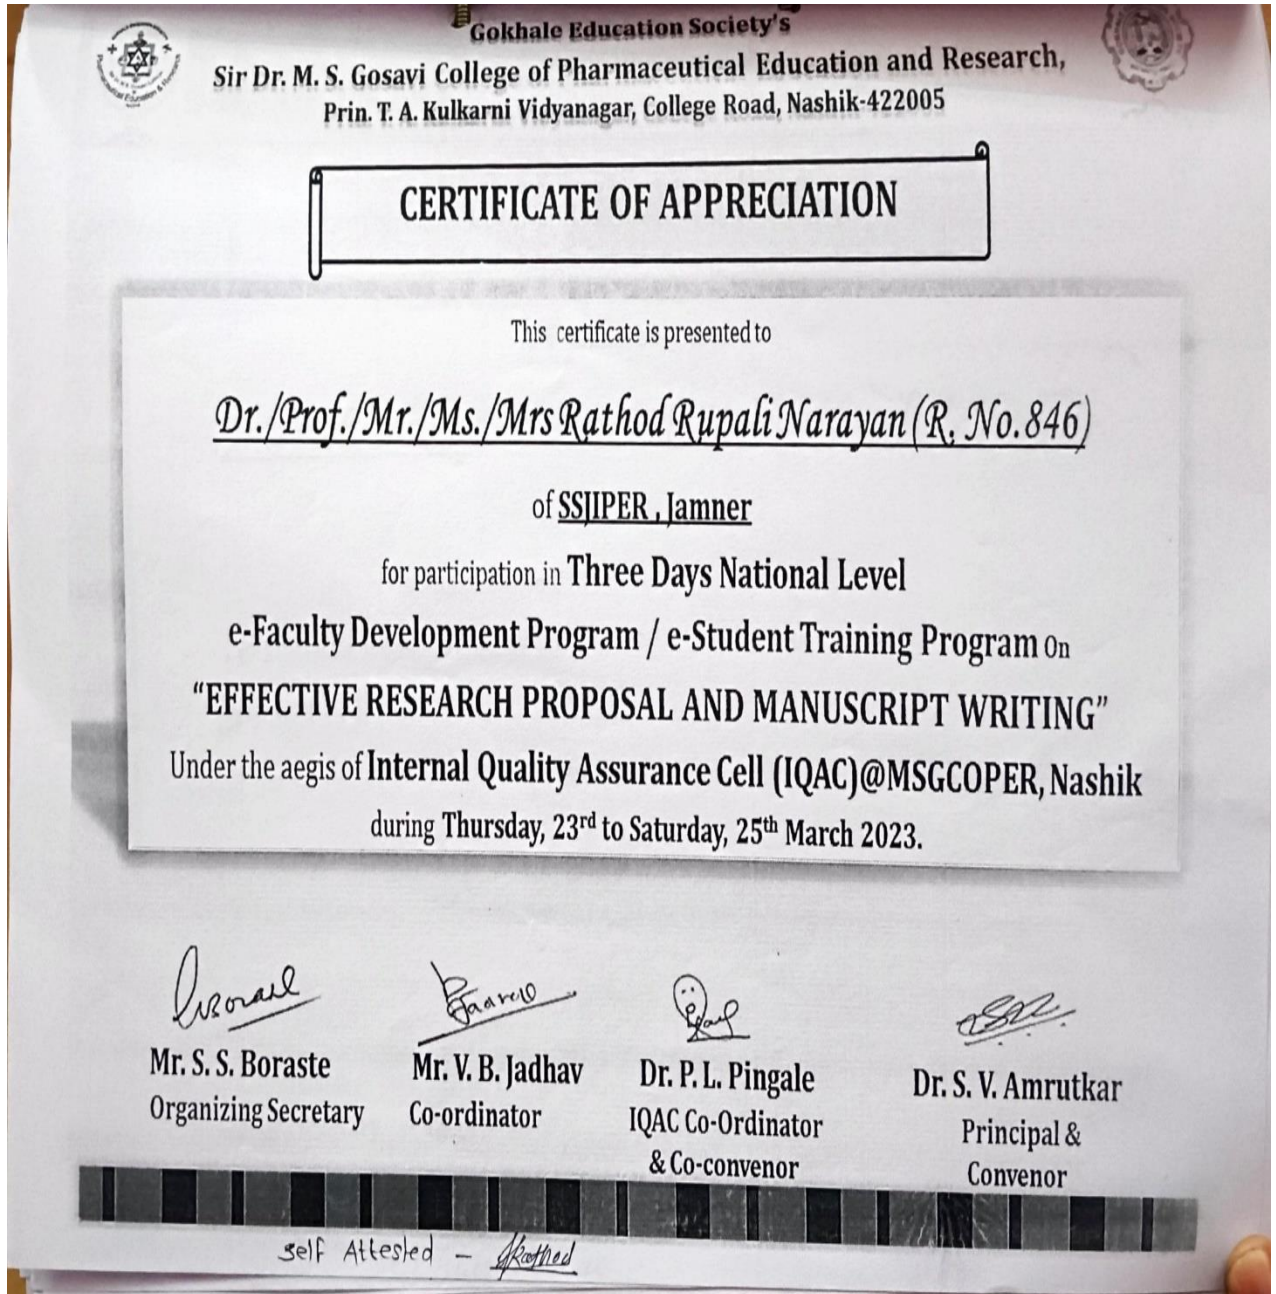 Gokhale Education Society's
Sir Dr. M. S. Gosavi College of Pharmaceutical Education and Research,
Prin. T. A. Kulkarni Vidyanagar, College Road, Nashik-422005
CERTIFICATE OF APPRECIATION
This certificate is presented to
Dr./Prof./Mr./Ms./Mrs Rathod Rupali Narayan (R. No.846)
of SSJIPER , Jamner
for participation in Three Days National Level
e-Faculty Development Program / e-Student Training Program On
“EFFECTIVE RESEARCH PROPOSAL AND MANUSCRIPT WRITING”
Under the aegis of Internal Quality Assurance Cell (IQAC)@MSGCOPER, Nashik
during Thursday, 23rd to Saturday, 25th March 2023.
Mr. S. S. Boraste
Organizing Secretary
Mr. V. B. Jadhav
Co-ordinator
Dr. P. L. Pingale
IQAC Co-Ordinator
& Co-convenor
Dr. S. V. Amrutkar
Principal &
Convenor
Self Attested -